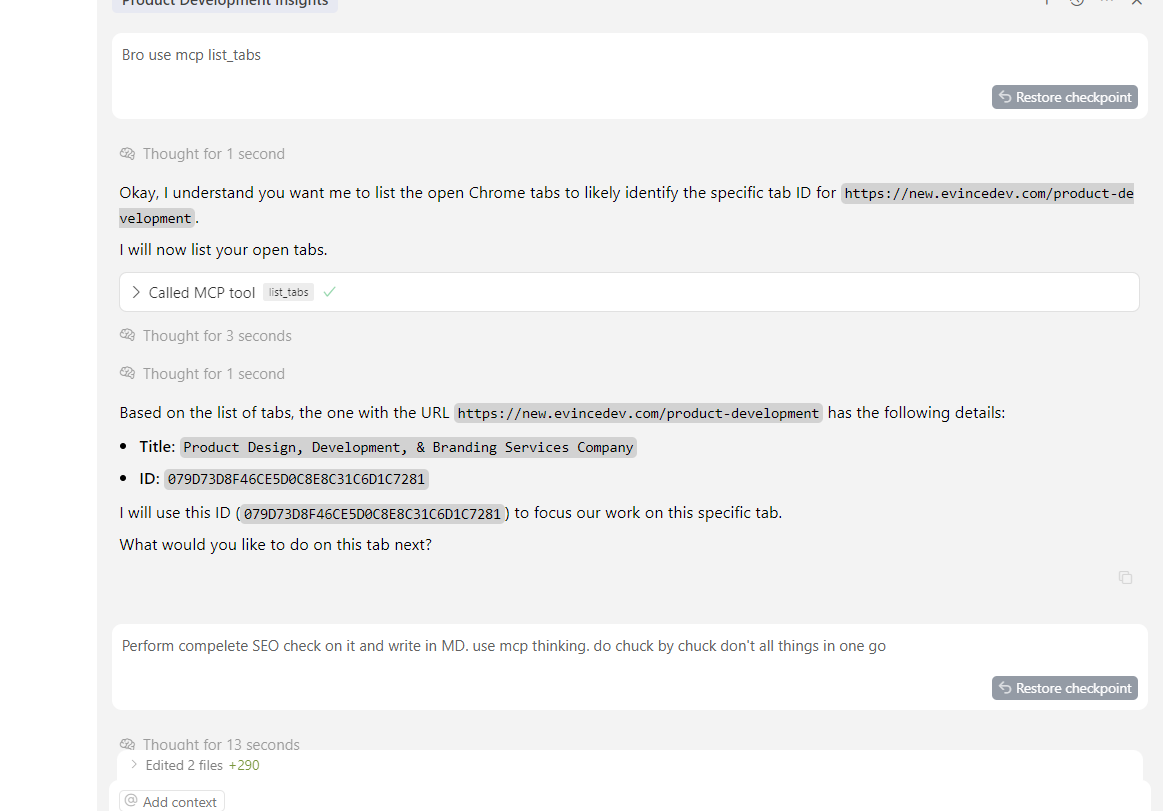 Product Development Insights
Bro use mcp list_tabs
Restore checkpoint
Thought for 1 second
Okay, I understand you want me to list the open Chrome tabs to likely identify the specific tab ID for https://new.evincedev.com/product-de
velopment.
I will now list your open tabs.
Called MCP tool list_tabs
Thought for 3 seconds
Thought for 1 second
Based on the list of tabs, the one with the URL https://new.evincedev.com/product-development has the following details:
• Title: Product Design, Development, & Branding Services Company
• ID: 079D73D8F46CE5D0C8E8C31C6D1C7281
I will use this ID (079D73D8F46CE5D0C8E8C31C6D1C7281) to focus our work on this specific tab.
What would you like to do on this tab next?
Perform compelete SEO check on it and write in MD. use mcp thinking. do chuck by chuck don't all things in one go
Restore checkpoint
Thought for 13 seconds
Edited 2 files +290
@ Add context